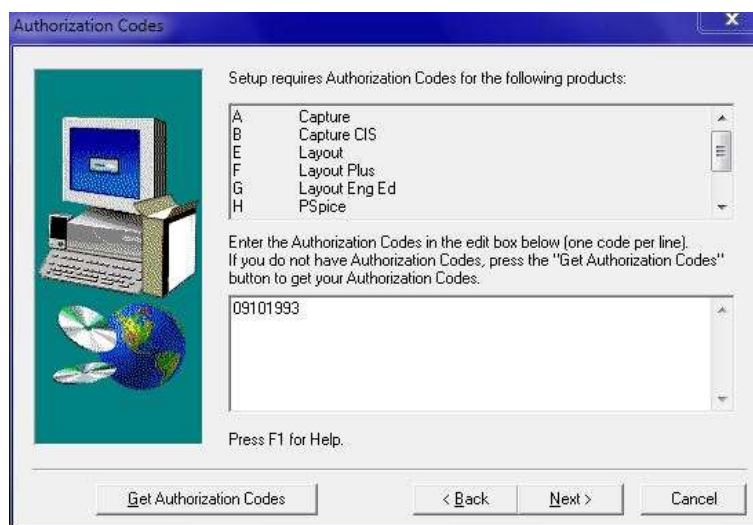 Authorization Codes
Setup requires Authorization Codes for the following products:
A Capture
B Capture CIS
E Layout
F Layout Plus
G Layout Eng Ed
H PSpice
Enter the Authorization Codes in the edit box below (one code per line).
If you do not have Authorization Codes, press the "Get Authorization Codes"
button to get your Authorization Codes.
09101993
Press F1 for Help.
Get Authorization Codes
< Back
Next >
Cancel